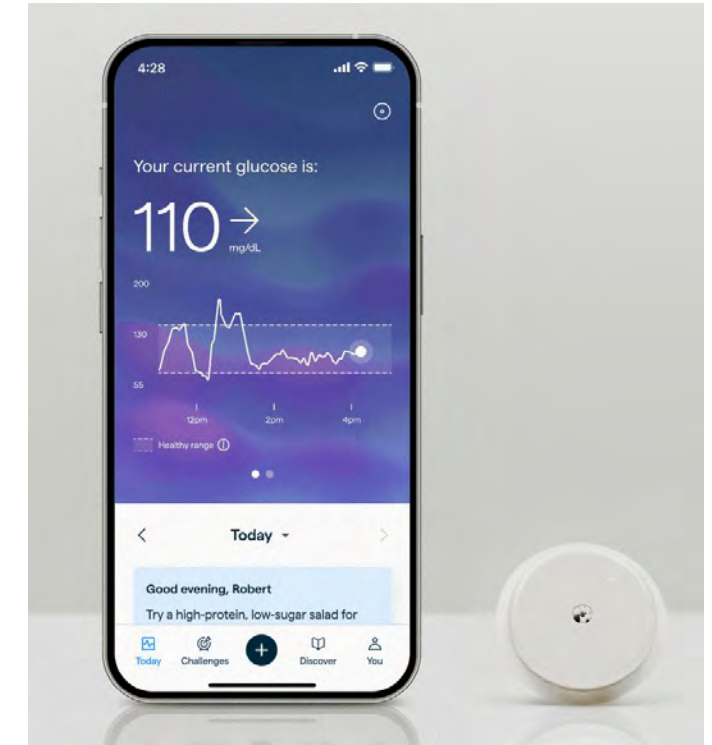 4:28
Your current glucose is:
110 →
mg/dL
200
130
55
12pm 2pm 4pm
Healthy range ⓘ
< Today >
Good evening, Robert
Try a high-protein, low-sugar salad for
Today Challenges + Discover You